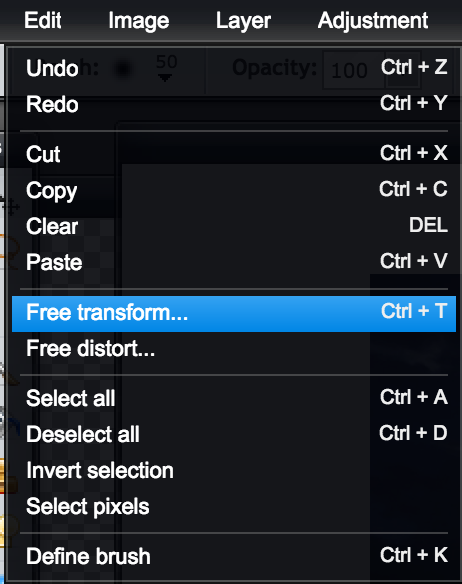 Edit Image Layer Adjustment
Undo Ctrl + Z
50 Opacity: 100
Redo Ctrl + Y
Cut Ctrl + X
Copy Ctrl + C
Clear DEL
Paste Ctrl + V
Free transform... Ctrl + T
Free distort...
Select all Ctrl + A
Deselect all Ctrl + D
Invert selection
Select pixels
Define brush Ctrl + K